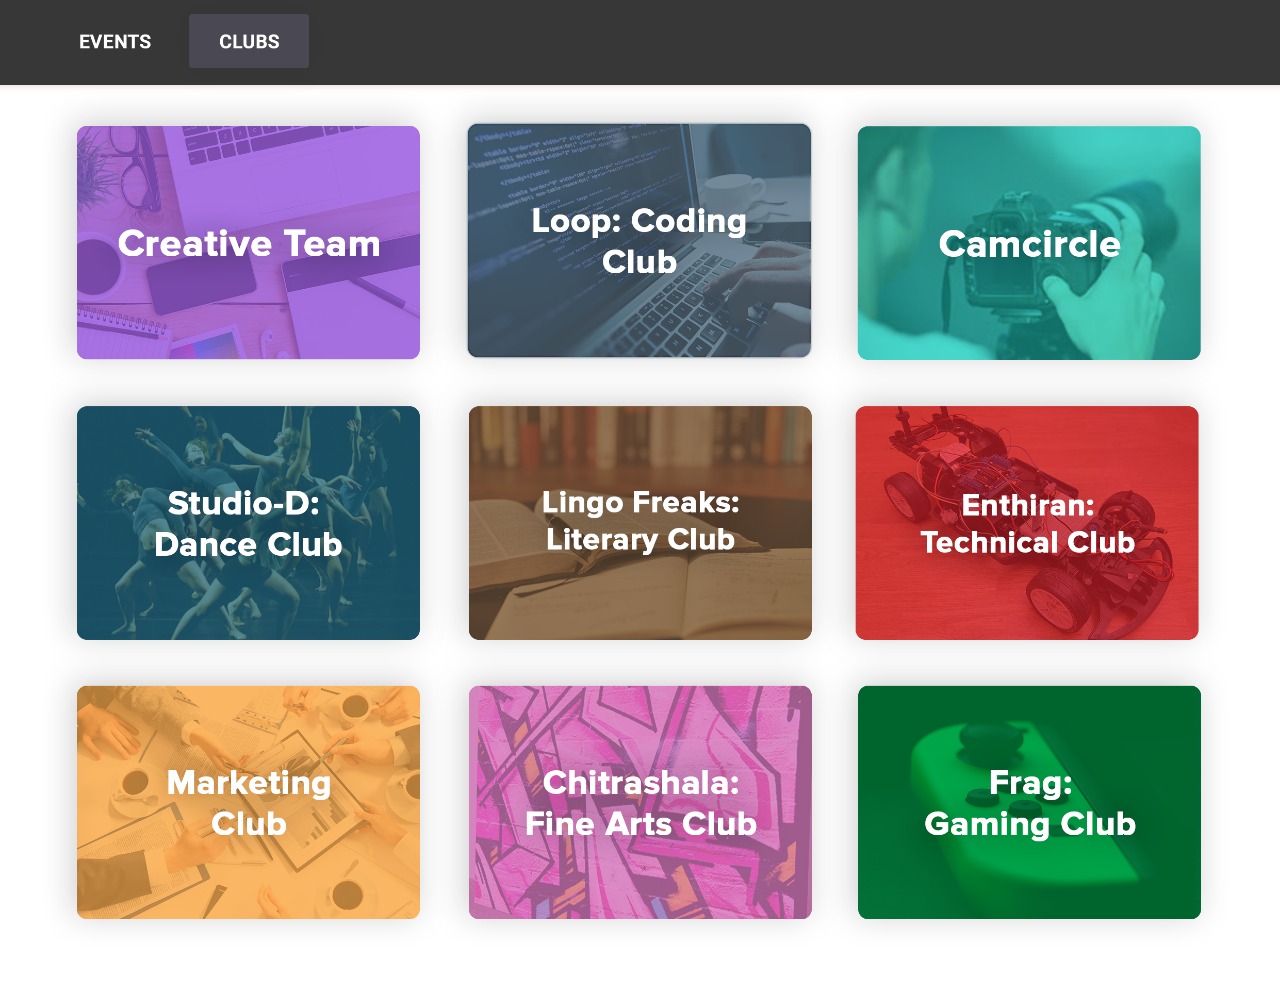 EVENTS CLUBS
Creative Team
Loop: Coding
Club
Camcircle
Studio-D:
Dance Club
Lingo Freaks:
Literary Club
Enthiran:
Technical Club
Marketing
Club
Chitrashala:
Fine Arts Club
Frag:
Gaming Club